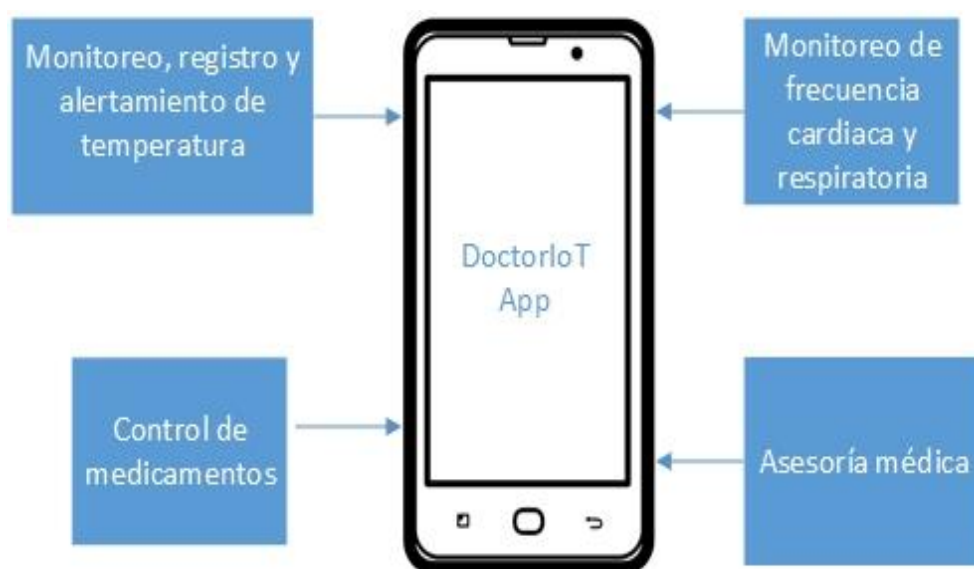 Monitoreo, registro y
alertamiento de
temperatura
Monitoreo de
frecuencia
cardiaca y
respiratoria
DoctorIoT
App
Control de
medicamentos
Asesoría médica